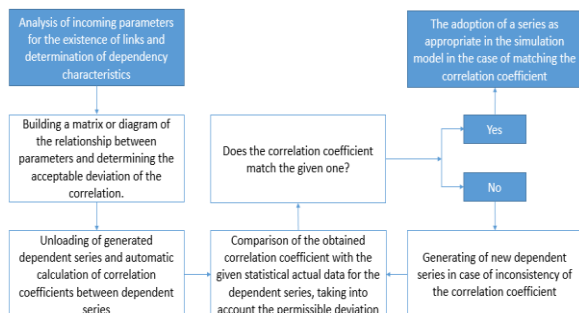 Analysis of incoming parameters
for the existence of links and
determination of dependency
characteristics
Building a matrix or diagram of
the relationship between
parameters and determining the
acceptable deviation of the
correlation.
Unloading of generated
dependent series and automatic
calculation of correlation
coefficients between dependent
series
Comparison of the obtained
correlation coefficient with the
given statistical actual data for
the dependent series, taking into
account the permissible deviation
Does the correlation coefficient
match the given one?
Yes
No
The adoption of a series as
appropriate in the simulation
model in the case of matching the
correlation coefficient
Generating of new dependent
series in case of inconsistency of
the correlation coefficient